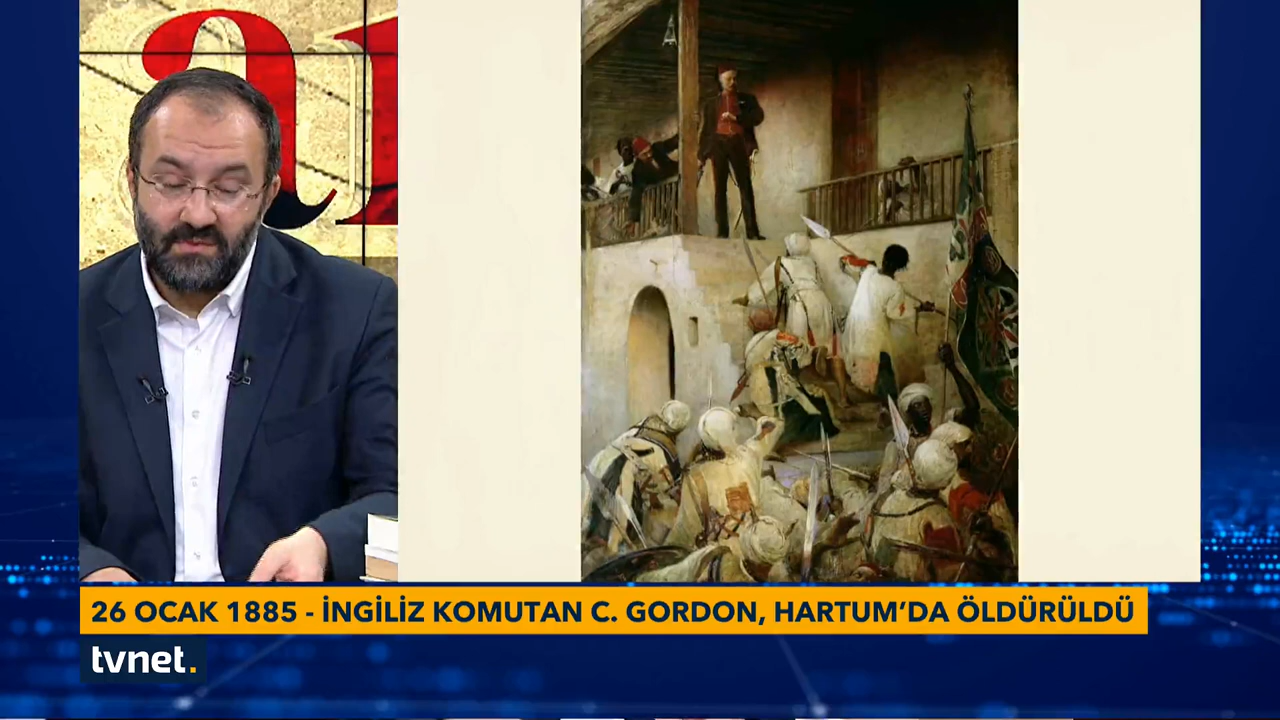 26 OCAK 1885 - İNGİLİZ KOMUTAN C. GORDON, HARTUM’DA ÖLDÜRÜLDÜ
tvnet.